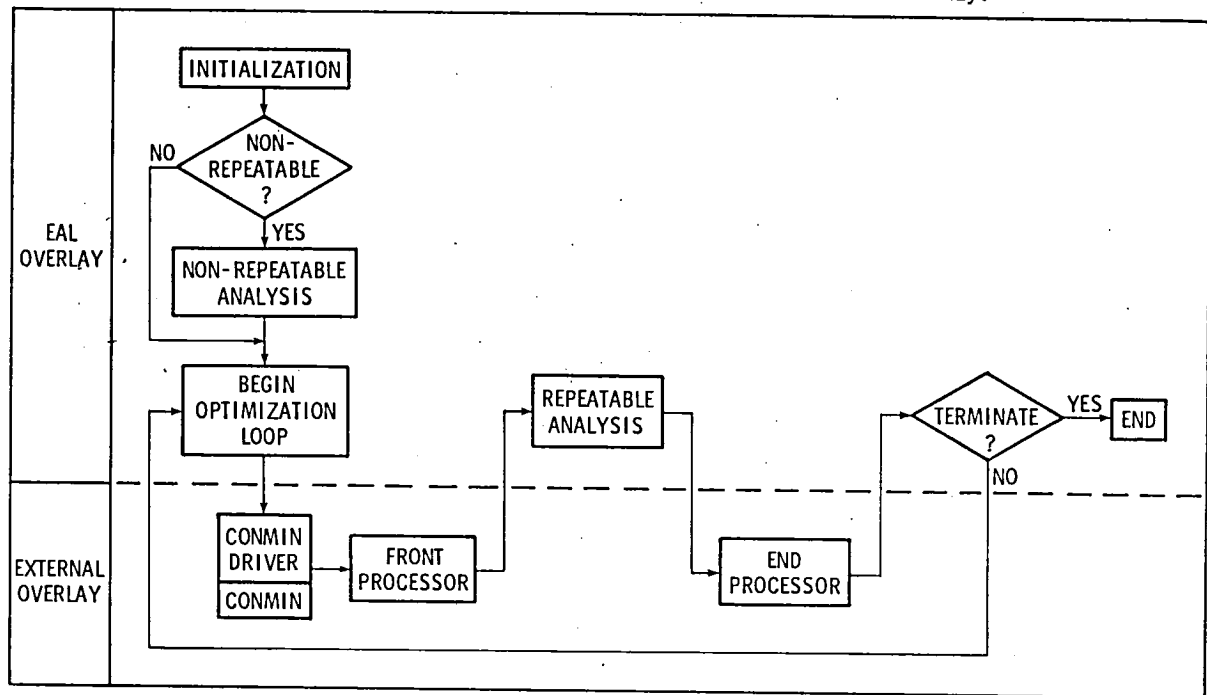 INITIALIZATION
NON-
REPEATABLE
?
NO
YES
NON-REPEATABLE
ANALYSIS
EAL
OVERLAY
BEGIN
OPTIMIZATION
LOOP
REPEATABLE
ANALYSIS
TERMINATE
?
YES
END
NO
EXTERNAL
OVERLAY
CONMIN
DRIVER
CONMIN
FRONT
PROCESSOR
END
PROCESSOR